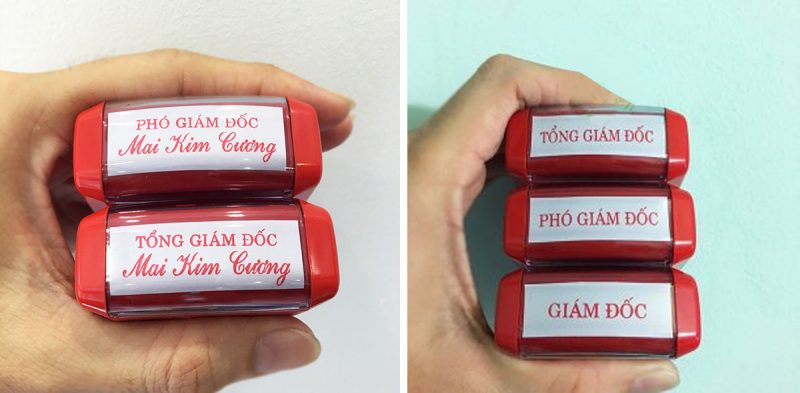 PHÓ GIÁM ĐỐC
Mai Kim Cương
TỔNG GIÁM ĐỐC
Mai Kim Cương
TỔNG GIÁM ĐỐC
PHÓ GIÁM ĐỐC
GIÁM ĐỐC